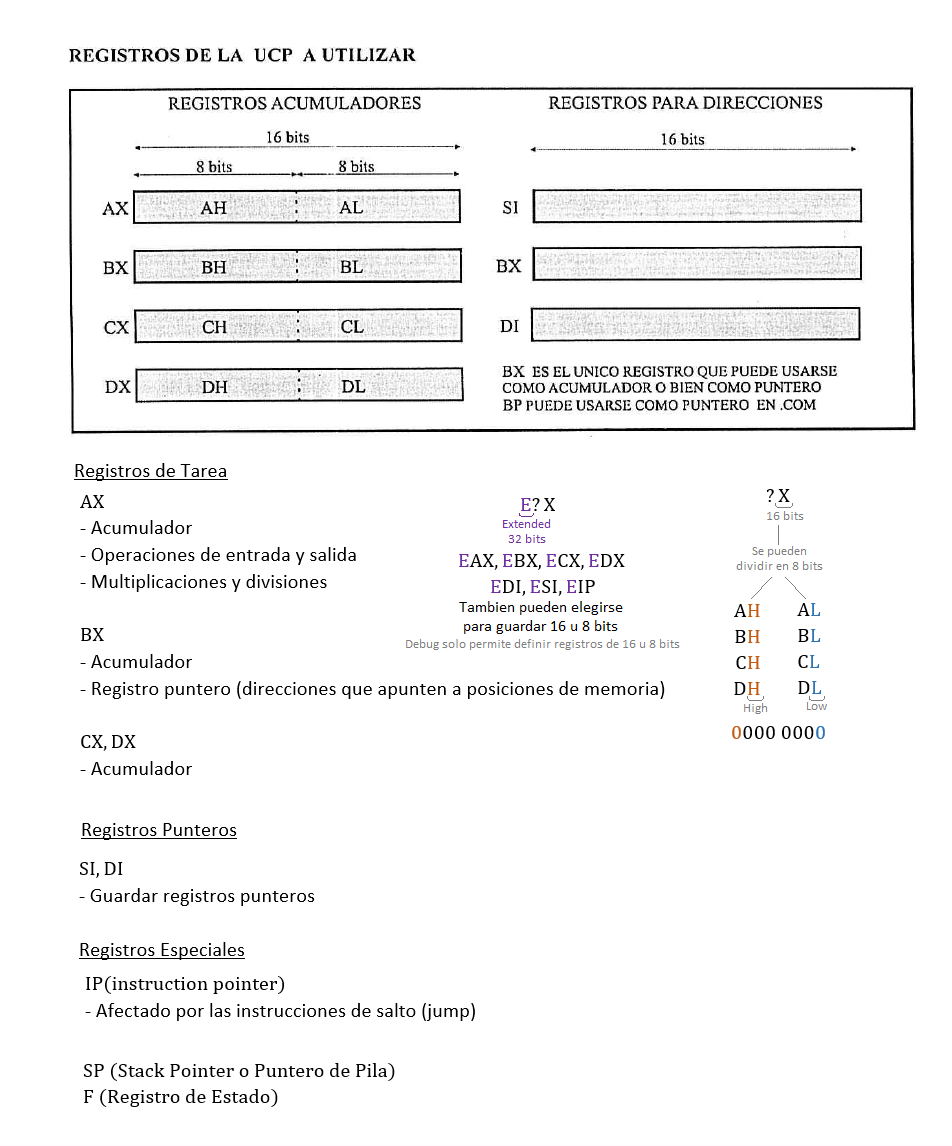 REGISTROS DE LA UCP A UTILIZAR
REGISTROS ACUMULADORES
16 bits
8 bits 8 bits
AX AH AL
BX BH BL
CX CH CL
DX DH DL
REGISTROS PARA DIRECCIONES
16 bits
SI
BX
DI
BX ES EL UNICO REGISTRO QUE PUEDE USARSE
COMO ACUMULADOR O BIEN COMO PUNTERO
BP PUEDE USARSE COMO PUNTERO EN .COM
Registros de Tarea
AX
- Acumulador
- Operaciones de entrada y salida
- Multiplicaciones y divisiones
BX
- Acumulador
- Registro puntero (direcciones que apunten a posiciones de memoria)
CX, DX
- Acumulador
E? X
Extended
32 bits
EAX, EBX, ECX, EDX
EDI, ESI, EIP
Tambien pueden elegirse
para guardar 16 u 8 bits
Debug solo permite definir registros de 16 u 8 bits
? X
16 bits
Se pueden
dividir en 8 bits
AH AL
BH BL
CH CL
DH DL
High Low
0000 0000
Registros Punteros
SI, DI
- Guardar registros punteros
Registros Especiales
IP(instruction pointer)
- Afectado por las instrucciones de salto (jump)
SP (Stack Pointer o Puntero de Pila)
F (Registro de Estado)